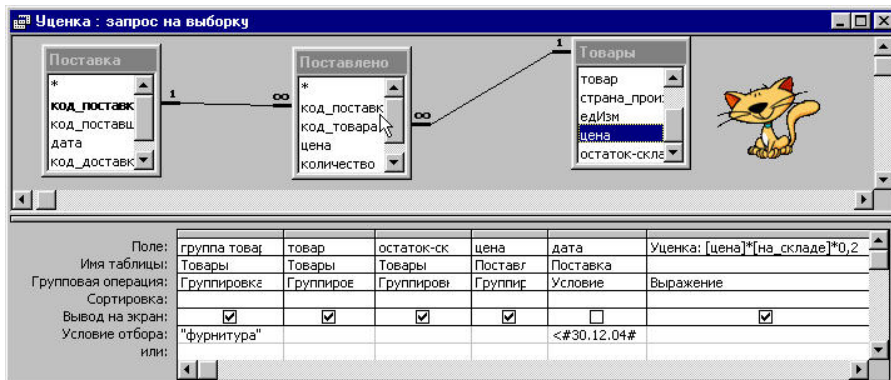 Уценка : запрос на выборку
Поставка
*
код_поставк
код_поставщ
дата
код_доставк
1
∞
Поставлено
*
код_поставк
код_товара
цена
количество
∞
1
Товары
товар
страна_прои:
едИзм
цена
остаток-скла
Поле: группа товар товар остаток-ск цена дата Уценка: [цена]*[на_складе]*0,2
Имя таблицы: Товары Товары Товары Поставл Поставка
Групповая операция: Группировка Группиров Группировк Группир Условие Выражение
Сортировка:
Вывод на экран:
Условие отбора: "фурнитура" <#30.12.04#
или: